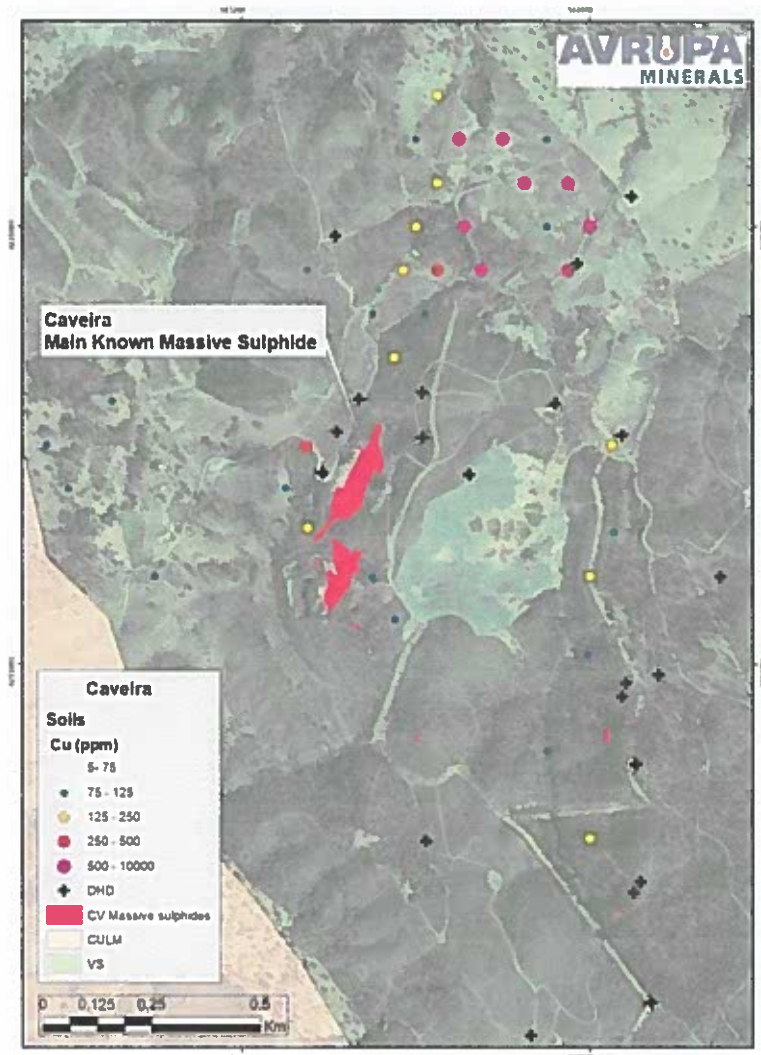 AVRUPA
MINERALS
Caveira
Main Known Massive Sulphide
Caveira
Soils
Cu (ppm)
5- 75
75 - 125
125 - 250
250 - 500
500 - 10000
DHD
CV Massive sulphides
CULM
VS
0 0,125 0,25 0.5
Km